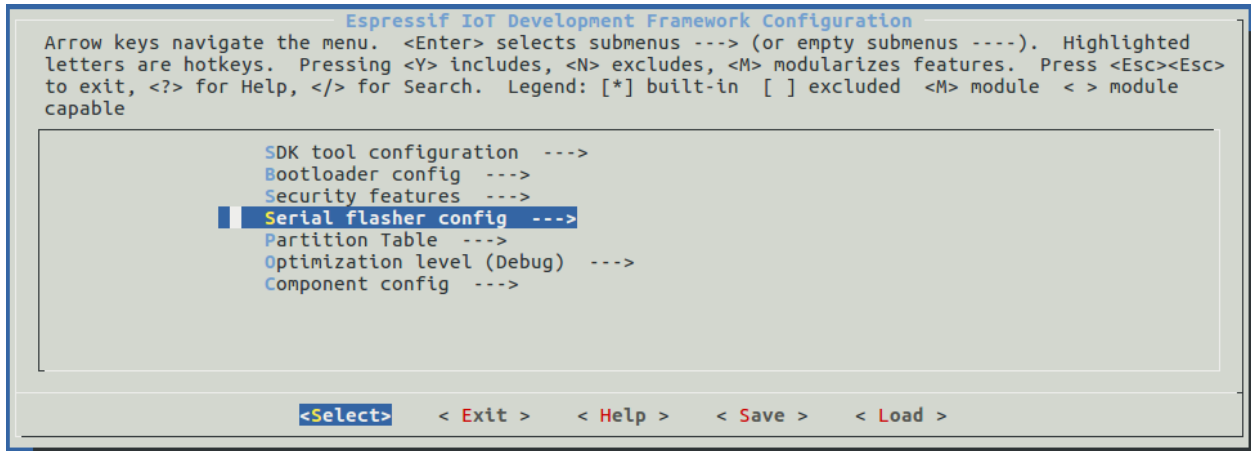 Espressif IoT Development Framework Configuration
Arrow keys navigate the menu.  <Enter> selects submenus ---> (or empty submenus ----).  Highlighted
letters are hotkeys.  Pressing <Y> includes, <N> excludes, <M> modularizes features.  Press <Esc><Esc>
to exit, <?> for Help, </> for Search.  Legend: [*] built-in  [ ] excluded  <M> module  < > module
capable
SDK tool configuration  --->
Bootloader config  --->
Security features  --->
Serial flasher config  --->
Partition Table  --->
Optimization level (Debug)  --->
Component config  --->
<Select>    < Exit >    < Help >    < Save >    < Load >